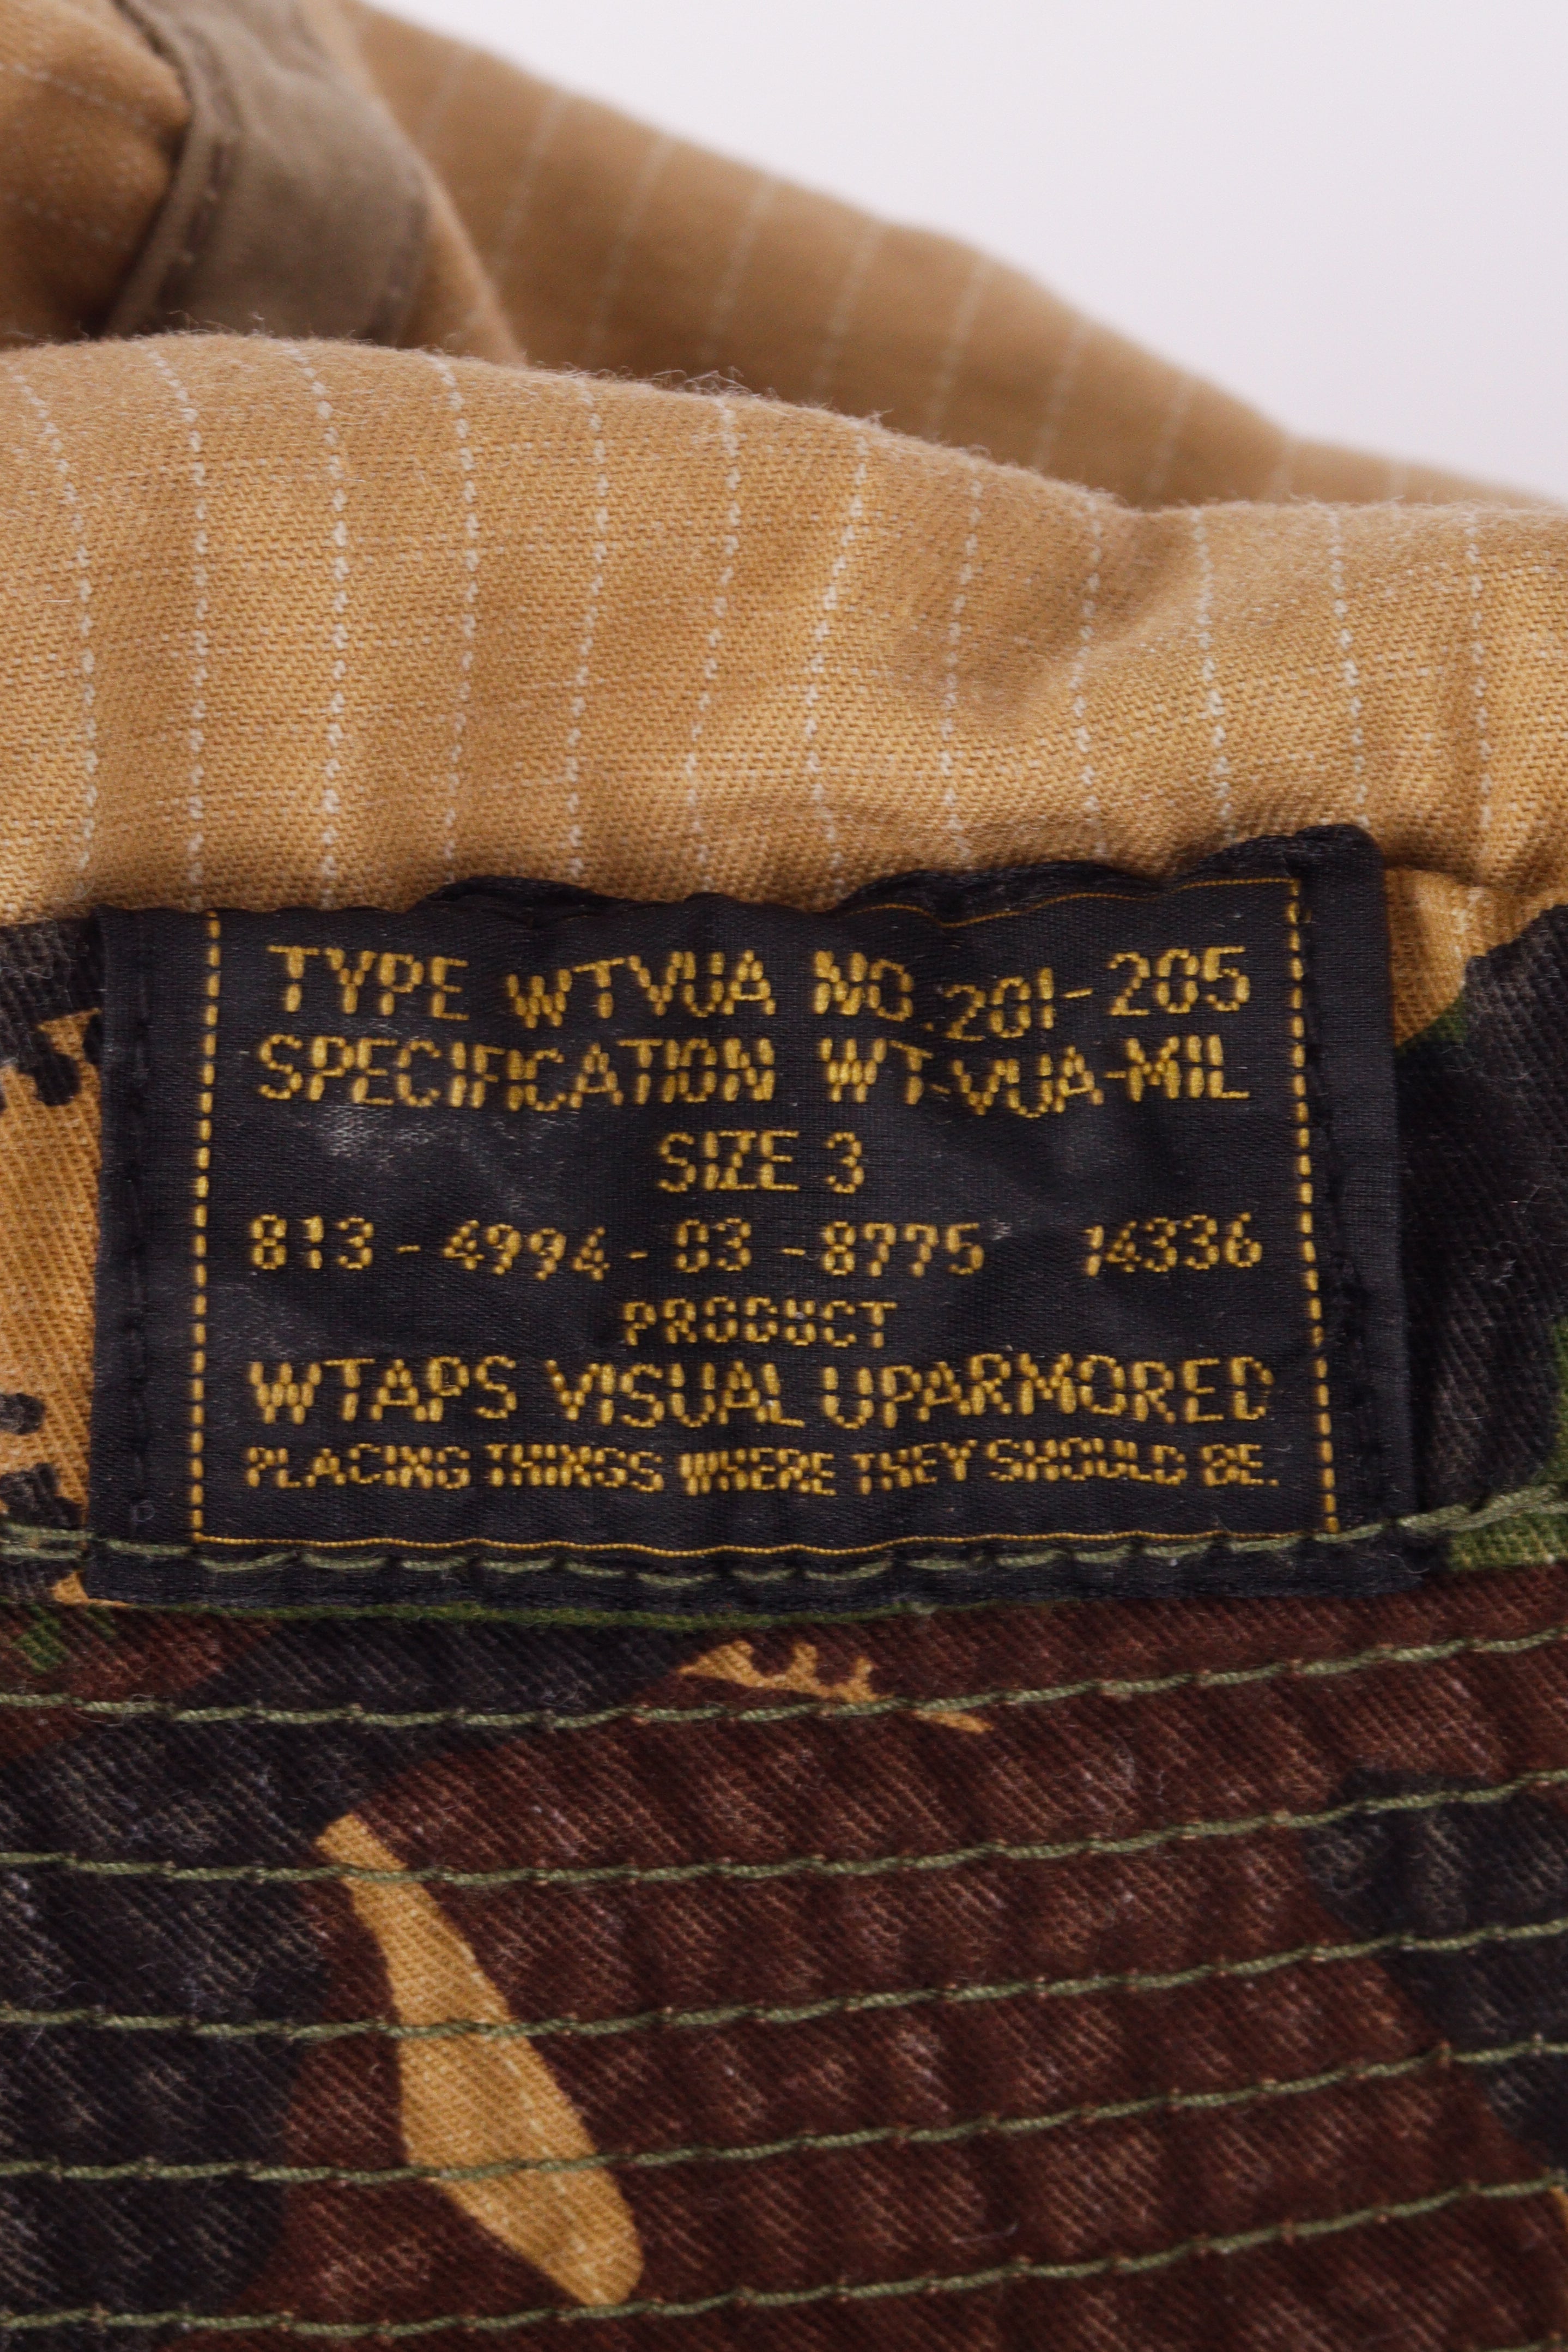 TYPE WTVUA NO.201-205
SPECIFICATION WT-VUA-MIL
SIZE 3
813-4994-03-8775 14336
PRODUCT
WTAPS VISUAL UPARMORED
PLACING THINGS WHERE THEY SHOULD BE.